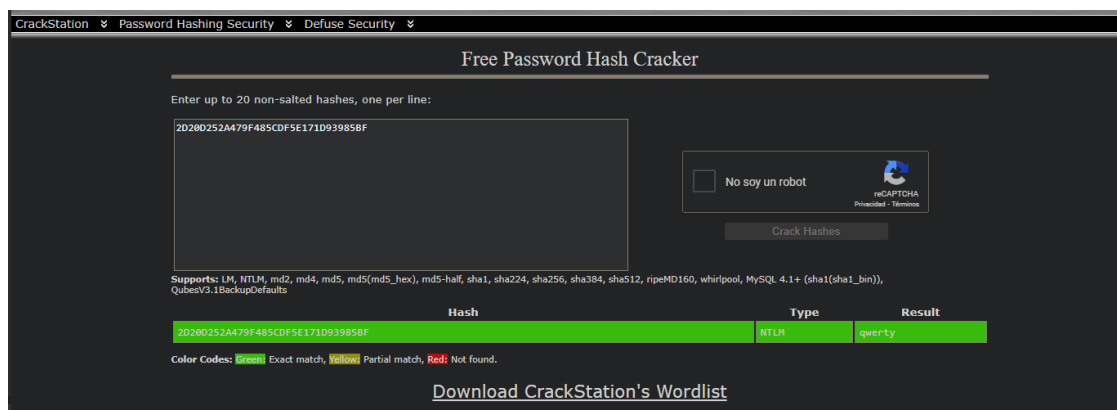 CrackStation Password Hashing Security Defuse Security
Free Password Hash Cracker
Enter up to 20 non-salted hashes, one per line:
2D20D252A479F485CDF5E171D93985BF
No soy un robot
reCAPTCHA
Privacidad - Términos
Crack Hashes
Supports: LM, NTLM, md2, md4, md5, md5(md5_hex), md5-half, sha1, sha224, sha256, sha384, sha512, ripeMD160, whirlpool, MySQL 4.1+ (sha1(sha1_bin)),
QubesV3.1BackupDefaults
Hash Type Result
2D20D252A479F485CDF5E171D93985BF NTLM qwerty
Color Codes: Green: Exact match, Yellow: Partial match, Red: Not found.
Download CrackStation's Wordlist